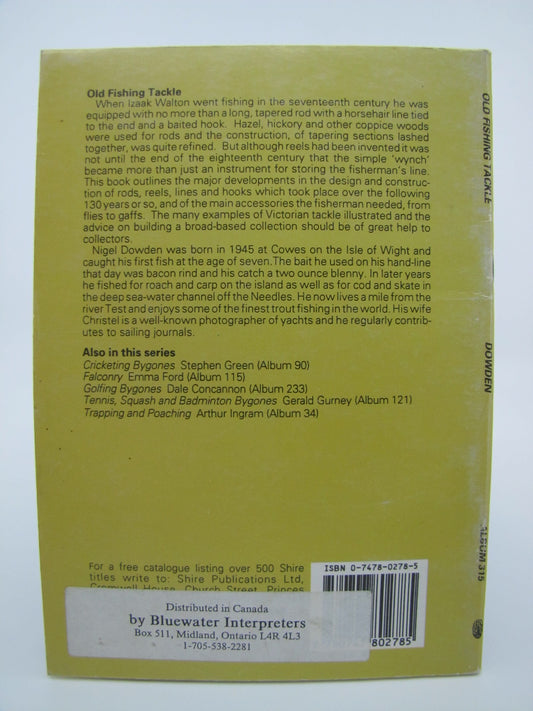 Old Fishing Tackle
When Izaak Walton went fishing in the seventeenth century he was
equipped with no more than a long, tapered rod with a horsehair line tied
to the end and a baited hook. Hazel, hickory and other coppice woods
were used for rods and the construction, of tapering sections lashed
together, was quite refined. But although reels had been invented it was
not until the end of the eighteenth century that the simple 'wynch'
became more than just an instrument for storing the fisherman's line.
This book outlines the major developments in the design and construc-
tion of rods, reels, lines and hooks which took place over the following
130 years or so, and of the main accessories the fisherman needed, from
flies to gaffs. The many examples of Victorian tackle illustrated and the
advice on building a broad-based collection should be of great help to
collectors.
Nigel Dowden was born in 1945 at Cowes on the Isle of Wight and
caught his first fish at the age of seven. The bait he used on his hand-line
that day was bacon rind and his catch a two ounce blenny. In later years
he fished for roach and carp on the island as well as for cod and skate in
the deep sea-water channel off the Needles. He now lives a mile from the
river Test and enjoys some of the finest trout fishing in the world. His wife
Christel is a well-known photographer of yachts and he regularly contrib-
utes to sailing journals.
Also in this series
Cricketing Bygones Stephen Green (Album 90)
Falconry Emma Ford (Album 115)
Golfing Bygones Dale Concannon (Album 233)
Tennis, Squash and Badminton Bygones Gerald Gurney (Album 121)
Trapping and Poaching Arthur Ingram (Album 34)
For a free catalogue listing over 500 Shire
titles write to: Shire Publications Ltd,
Cromwell House, Church Street, Princes
Distributed in Canada
by Bluewater Interpreters
Box 511, Midland, Ontario L4R 4L3
1-705-538-2281
ISBN 0-7478-0278-5
802785
OLD FISHING TACKLE
DOWDEN
ALBUM 315